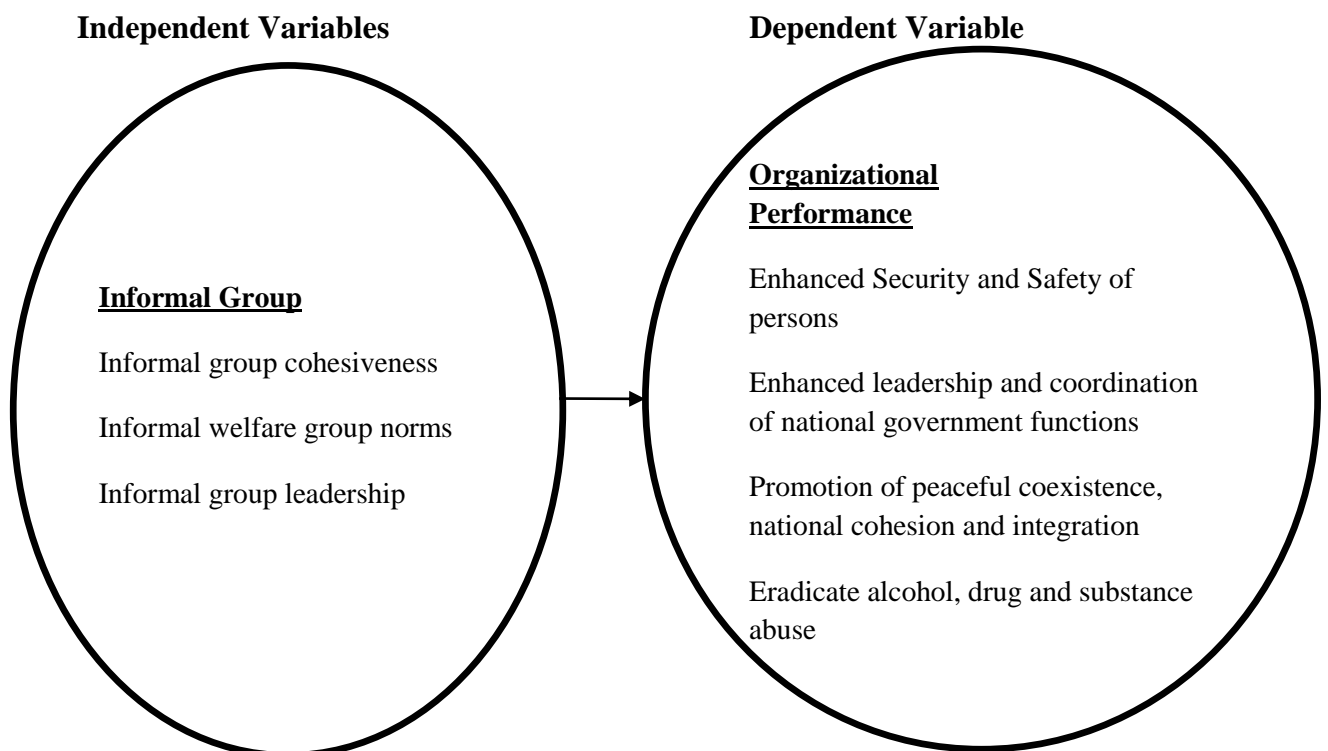 Independent Variables
Informal Group
Informal group cohesiveness
Informal welfare group norms
Informal group leadership
Dependent Variable
Organizational
Performance
Enhanced Security and Safety of
persons
Enhanced leadership and coordination
of national government functions
Promotion of peaceful coexistence,
national cohesion and integration
Eradicate alcohol, drug and substance
abuse